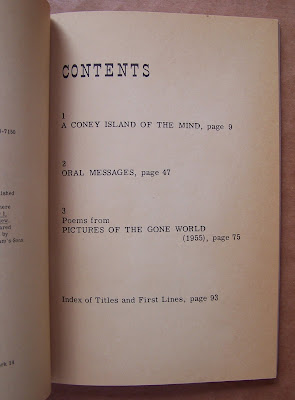 CONTENTS
1
A CONEY ISLAND OF THE MIND, page 9
2
ORAL MESSAGES, page 47
3
Poems from
PICTURES OF THE GONE WORLD
(1955), page 75
Index of Titles and First Lines, page 93
by